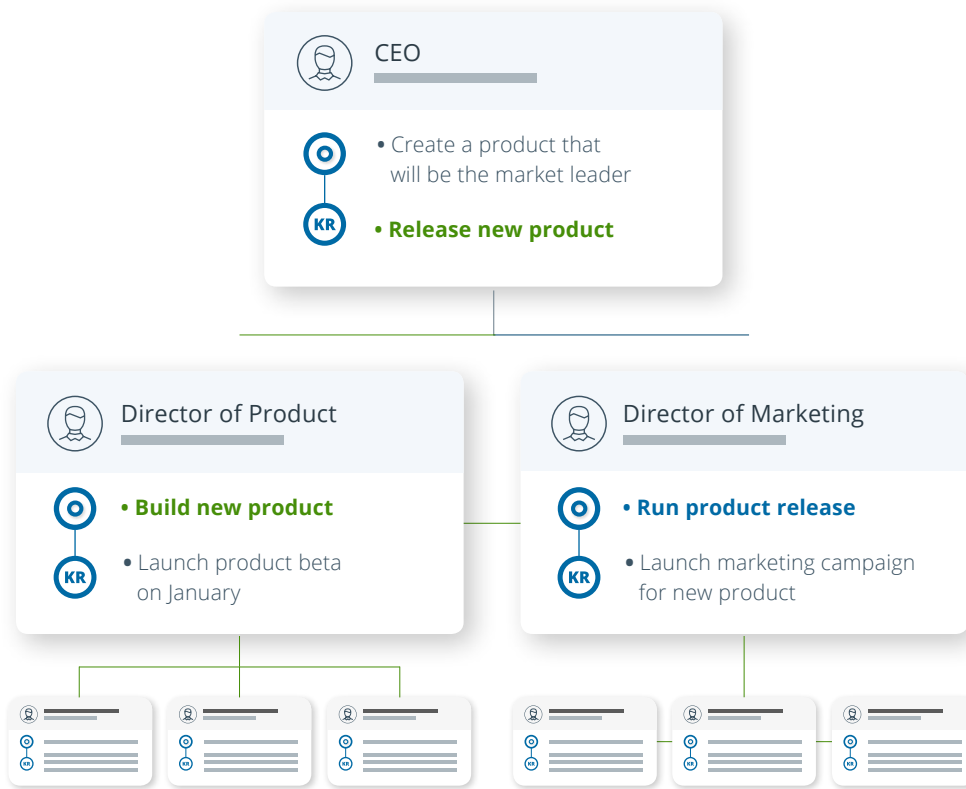 CEO
• Create a product that
will be the market leader
KR
• Release new product
Director of Product
• Build new product
KR
• Launch product beta
on January
Director of Marketing
• Run product release
KR
• Launch marketing campaign
for new product
KR
KR
KR
KR
KR
KR